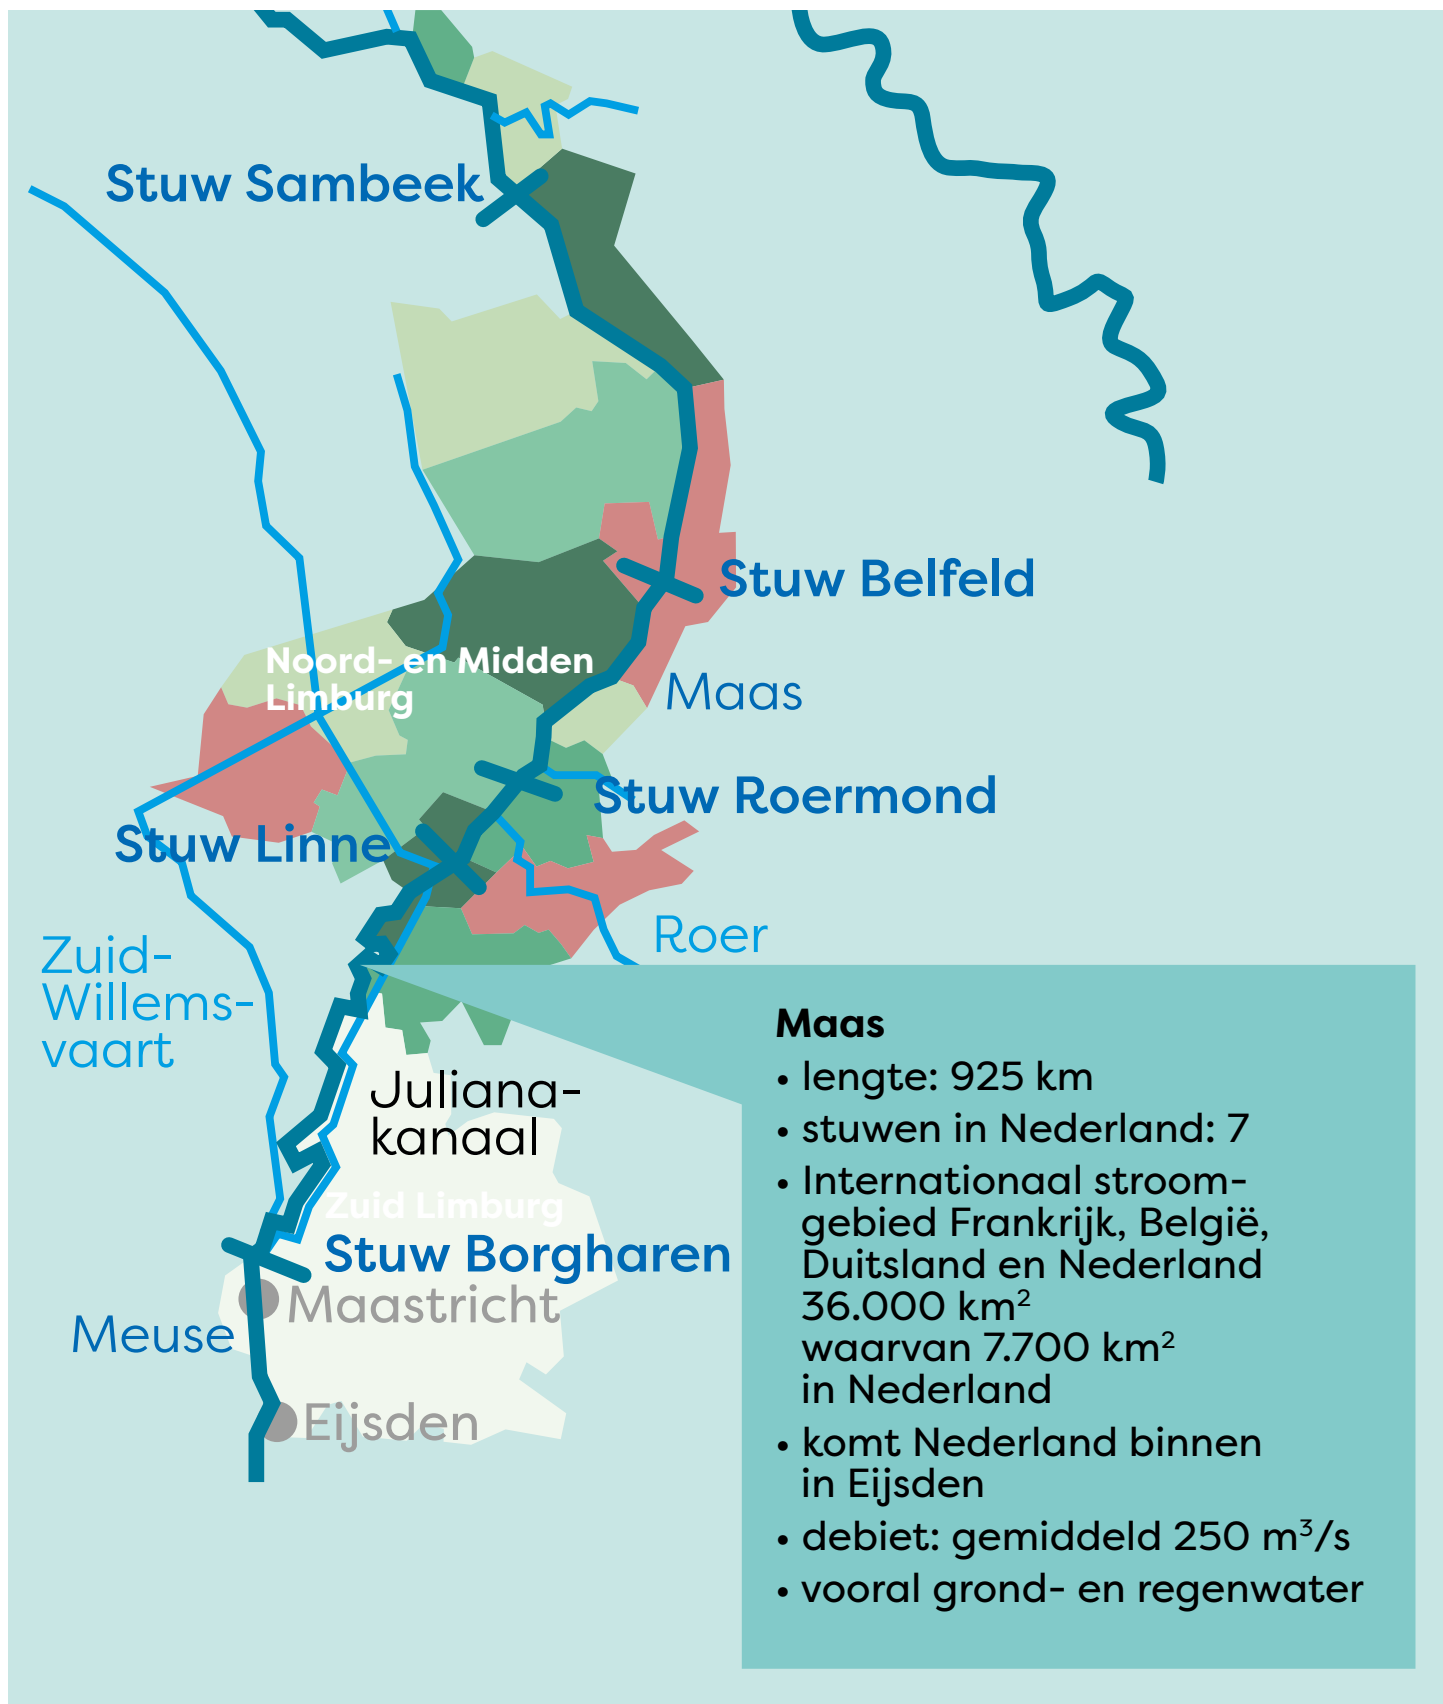 Stuw Sambeek
Stuw Belfeld
Noord- en Midden
Limburg
Maas
Stuw Roermond
Stuw Linne
Roer
Zuid-
Willems-
vaart
Juliana-
kanaal
Zuid Limburg
Stuw Borgharen
Maastricht
Meuse
Eijsden
Maas
• lengte: 925 km
• stuwen in Nederland: 7
• Internationaal stroom-
gebied Frankrijk, België,
Duitsland en Nederland
36.000 km²
waarvan 7.700 km²
in Nederland
• komt Nederland binnen
in Eijsden
• debiet: gemiddeld 250 m³/s
• vooral grond- en regenwater